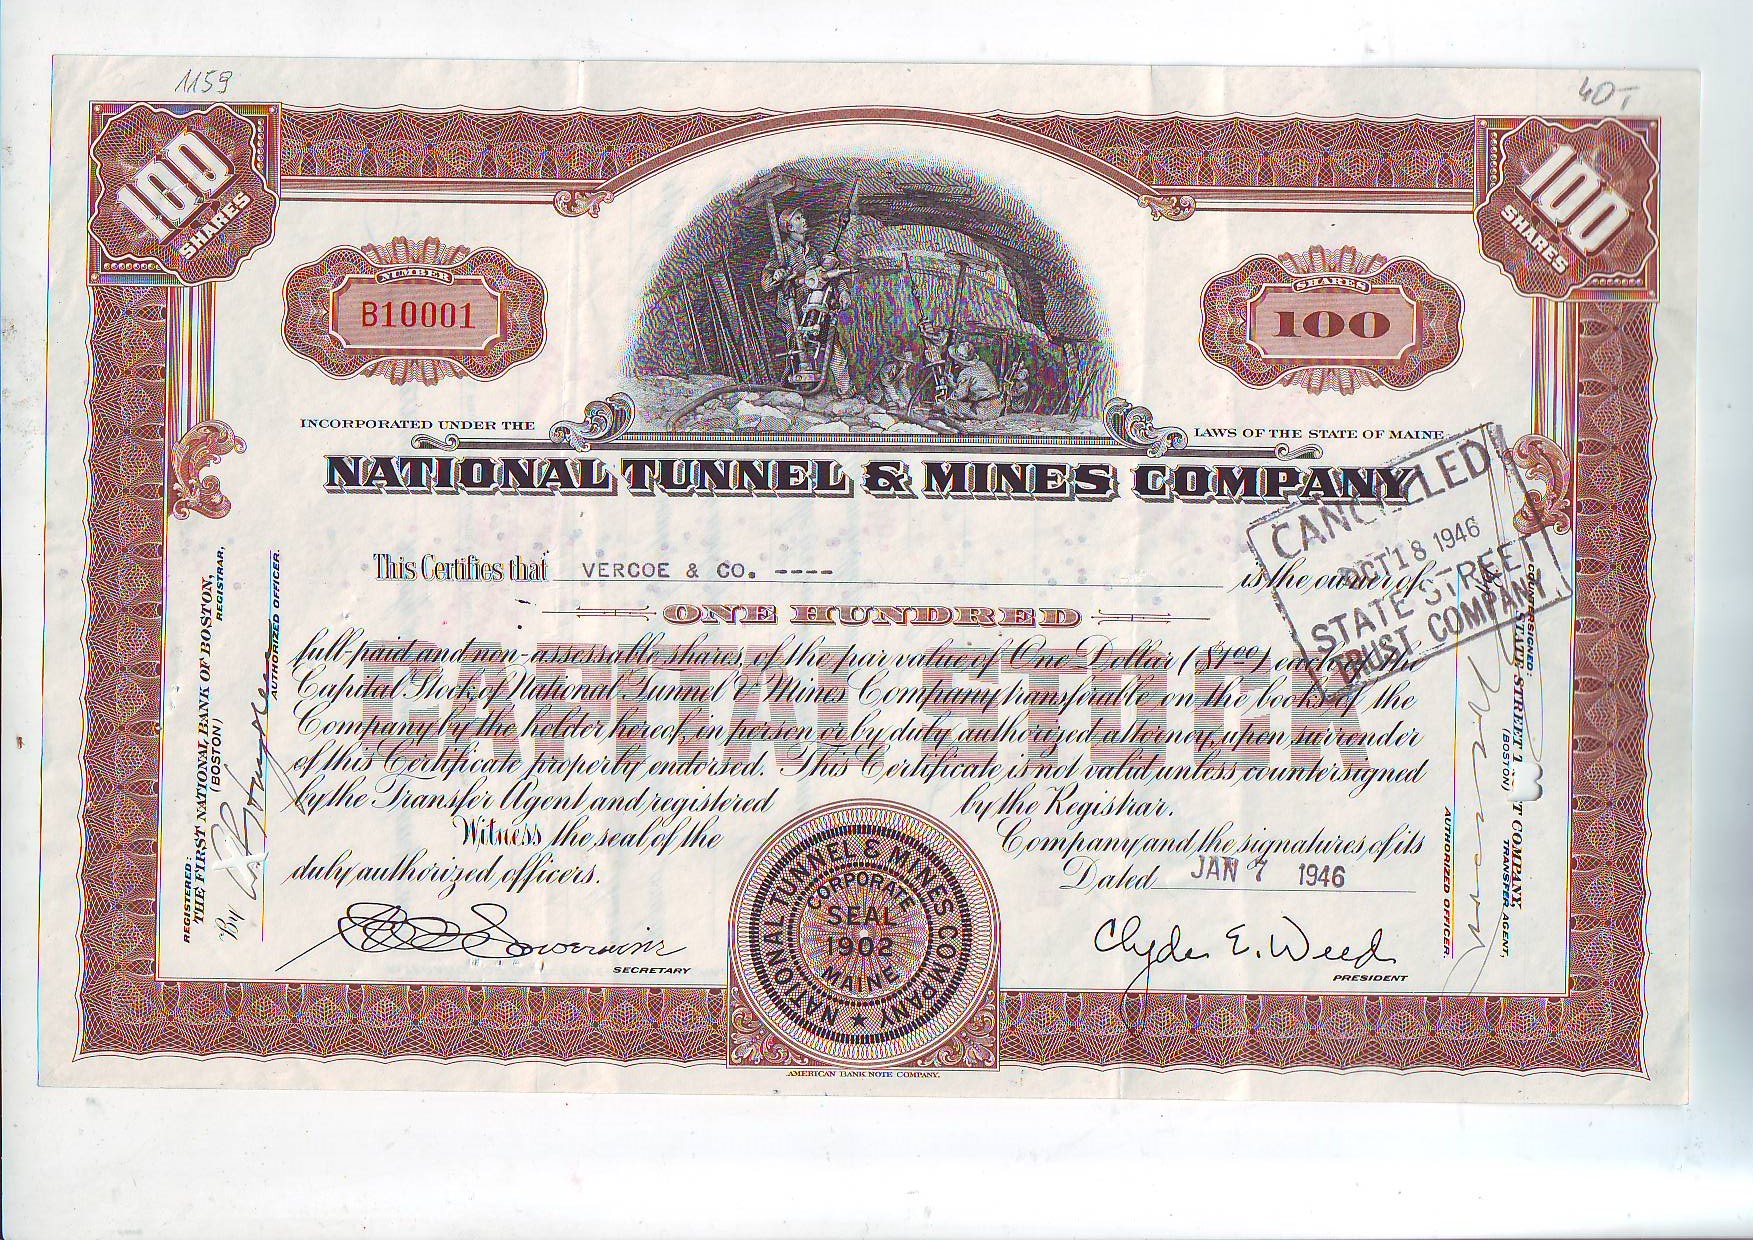 1159
40-
100
SHARES
100
SHARES
NUMBER
B10001
SHARES
100
INCORPORATED UNDER THE
LAWS OF THE STATE OF MAINE.
NATIONAL TUNNEL & MINES COMPANY
CANCELLED
OCT 18 1946
STATE STREET
TRUST COMPANY
This Certifies that VERCOE & CO. ---- is the owner of
ONE HUNDRED
CAPITAL STOCK
full-paid and non-assessable shares, of the par value of One Dollar ($1.00) each of the
Capital Stock of National Tunnel & Mines Company transferable on the books of the
Company by the holder hereof, in person or by duly authorized attorney, upon surrender
of this Certificate properly endorsed. This Certificate is not valid unless countersigned
by the Transfer Agent and registered by the Registrar.
Witness the seal of the Company and the signatures of its
duly authorized officers.
Dated JAN 7 1946
SECRETARY
Clyde E. Weed
PRESIDENT
NATIONAL TUNNEL & MINES COMPANY
CORPORATE
SEAL
1902
MAINE
AMERICAN BANK NOTE COMPANY.
REGISTERED:
THE FIRST NATIONAL BANK OF BOSTON,
(BOSTON) REGISTRAR,
By
AUTHORIZED OFFICER.
COUNTERSIGNED:
STATE STREET T COMPANY,
(BOSTON) TRANSFER AGENT,
AUTHORIZED OFFICER.